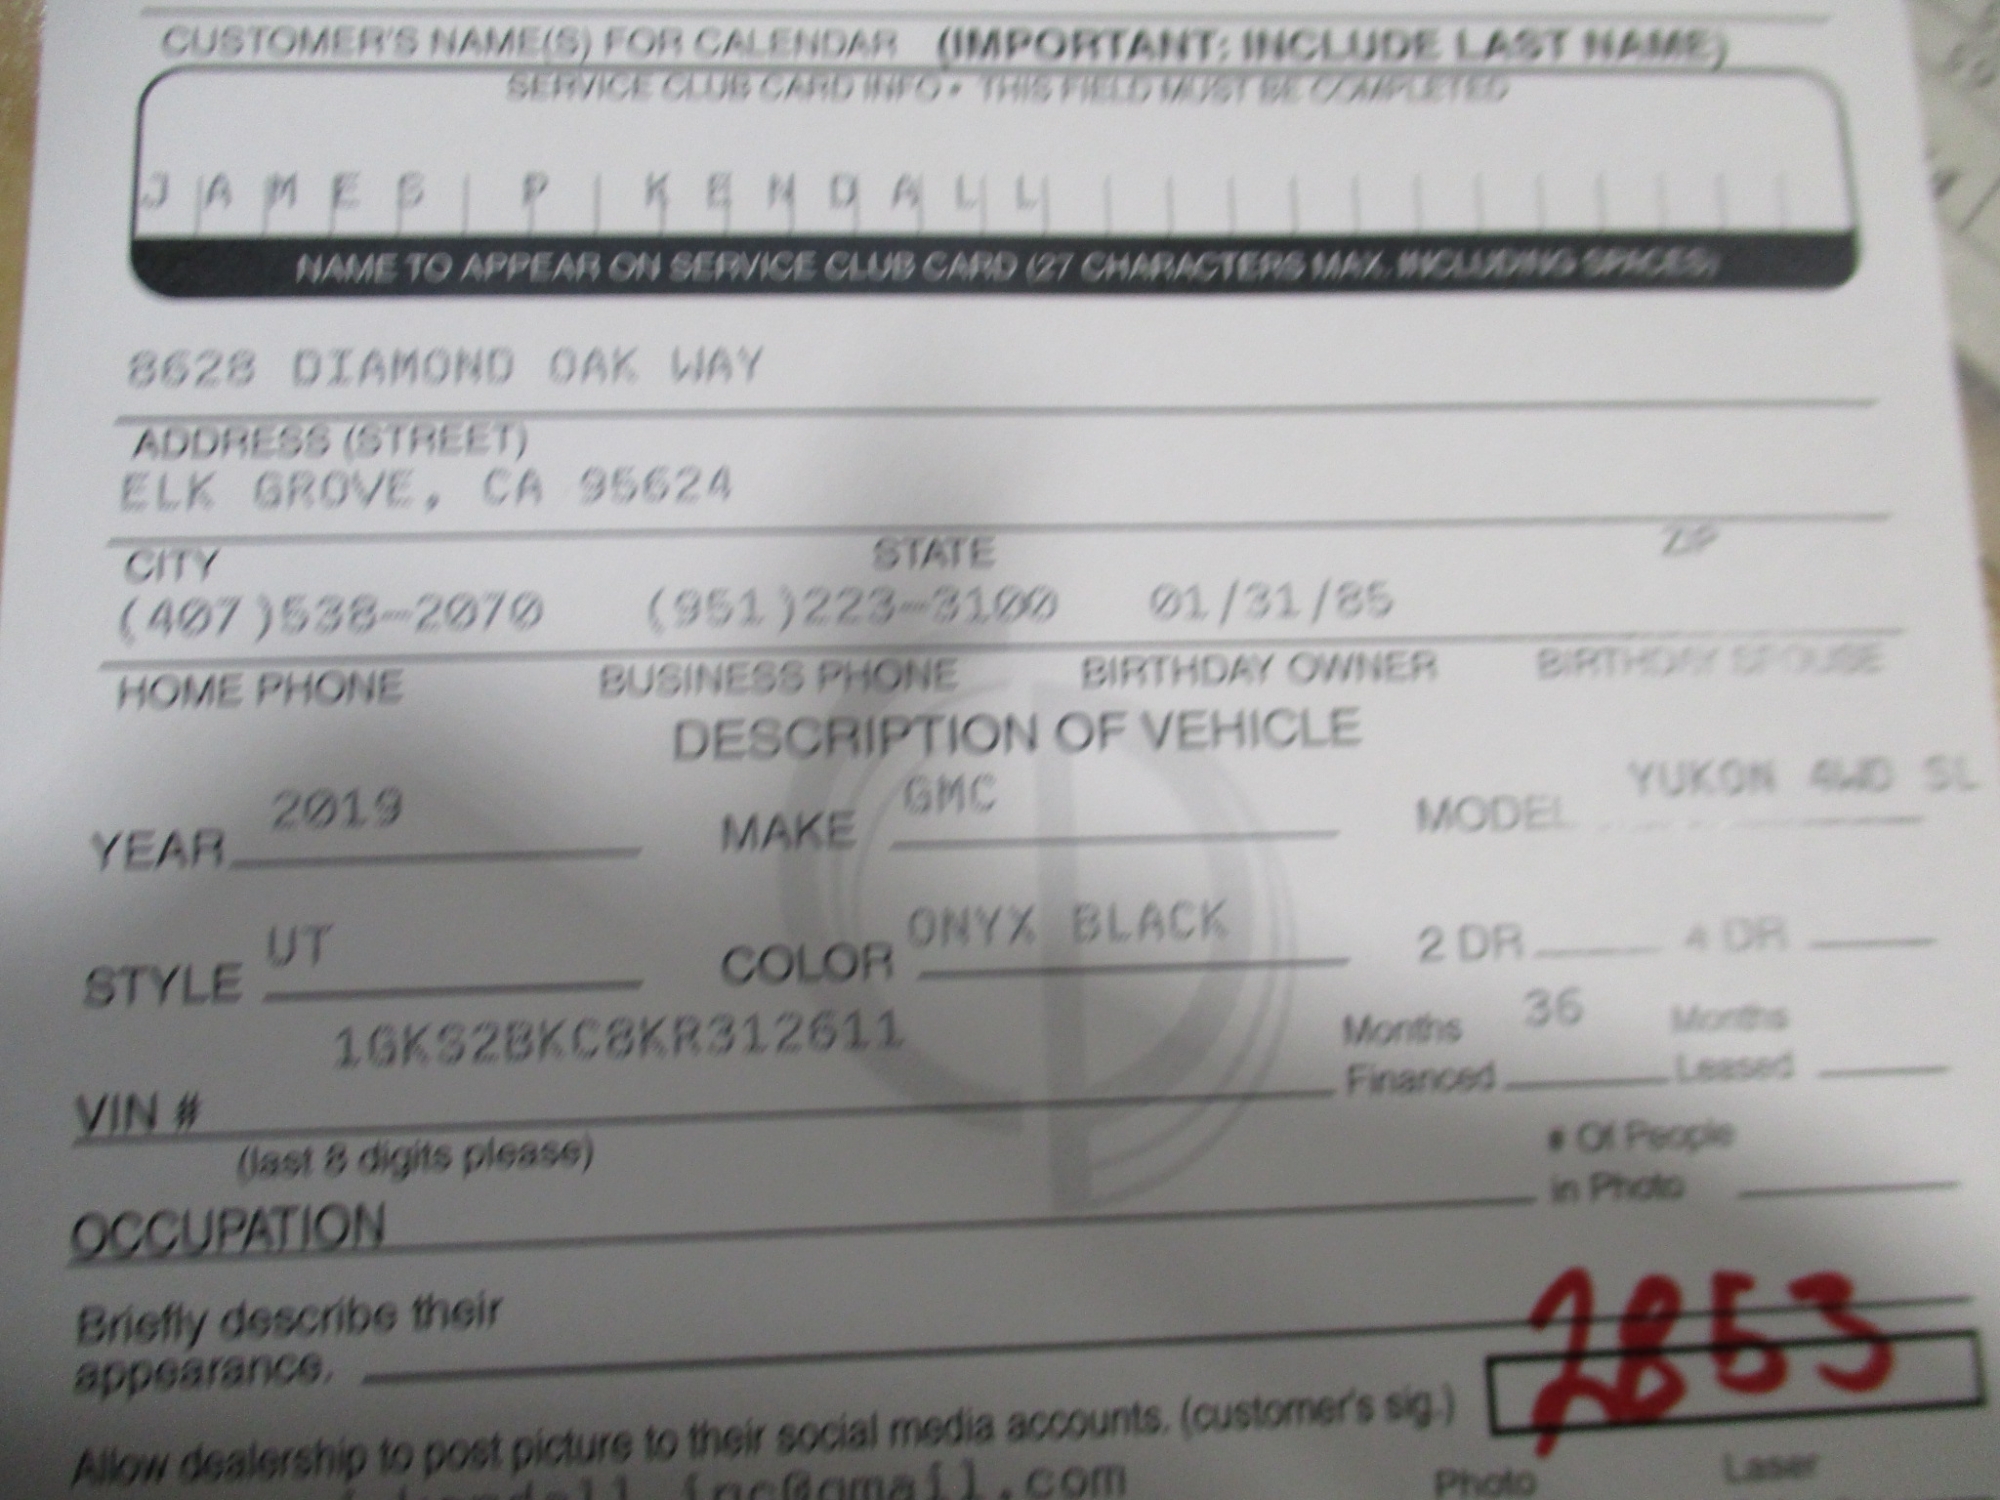 CUSTOMER'S NAME(S) FOR CALENDAR (IMPORTANT: INCLUDE LAST NAME)
SERVICE CLUB CARD INFO • THIS FIELD MUST BE COMPLETED
JAMES P KENDALL
NAME TO APPEAR ON SERVICE CLUB CARD (27 CHARACTERS MAX. INCLUDING SPACES)
8628 DIAMOND OAK WAY
ADDRESS (STREET)
ELK GROVE, CA 95624
CITY STATE ZIP
(407)538-2070 (951)223-3100 01/31/85
HOME PHONE BUSINESS PHONE BIRTHDAY OWNER BIRTHDAY SPOUSE
DESCRIPTION OF VEHICLE
YEAR 2019 MAKE GMC MODEL YUKON 4WD SL
STYLE UT COLOR ONYX BLACK 2 DR 4 DR
1GKS2BKC8KR312611 Months 36 Months
VIN # Financed Leased
(last 8 digits please) # Of People
OCCUPATION in Photo
Briefly describe their
appearance.
2853
Allow dealership to post picture to their social media accounts. (customer's sig.)
inc@gmail.com Photo Laser